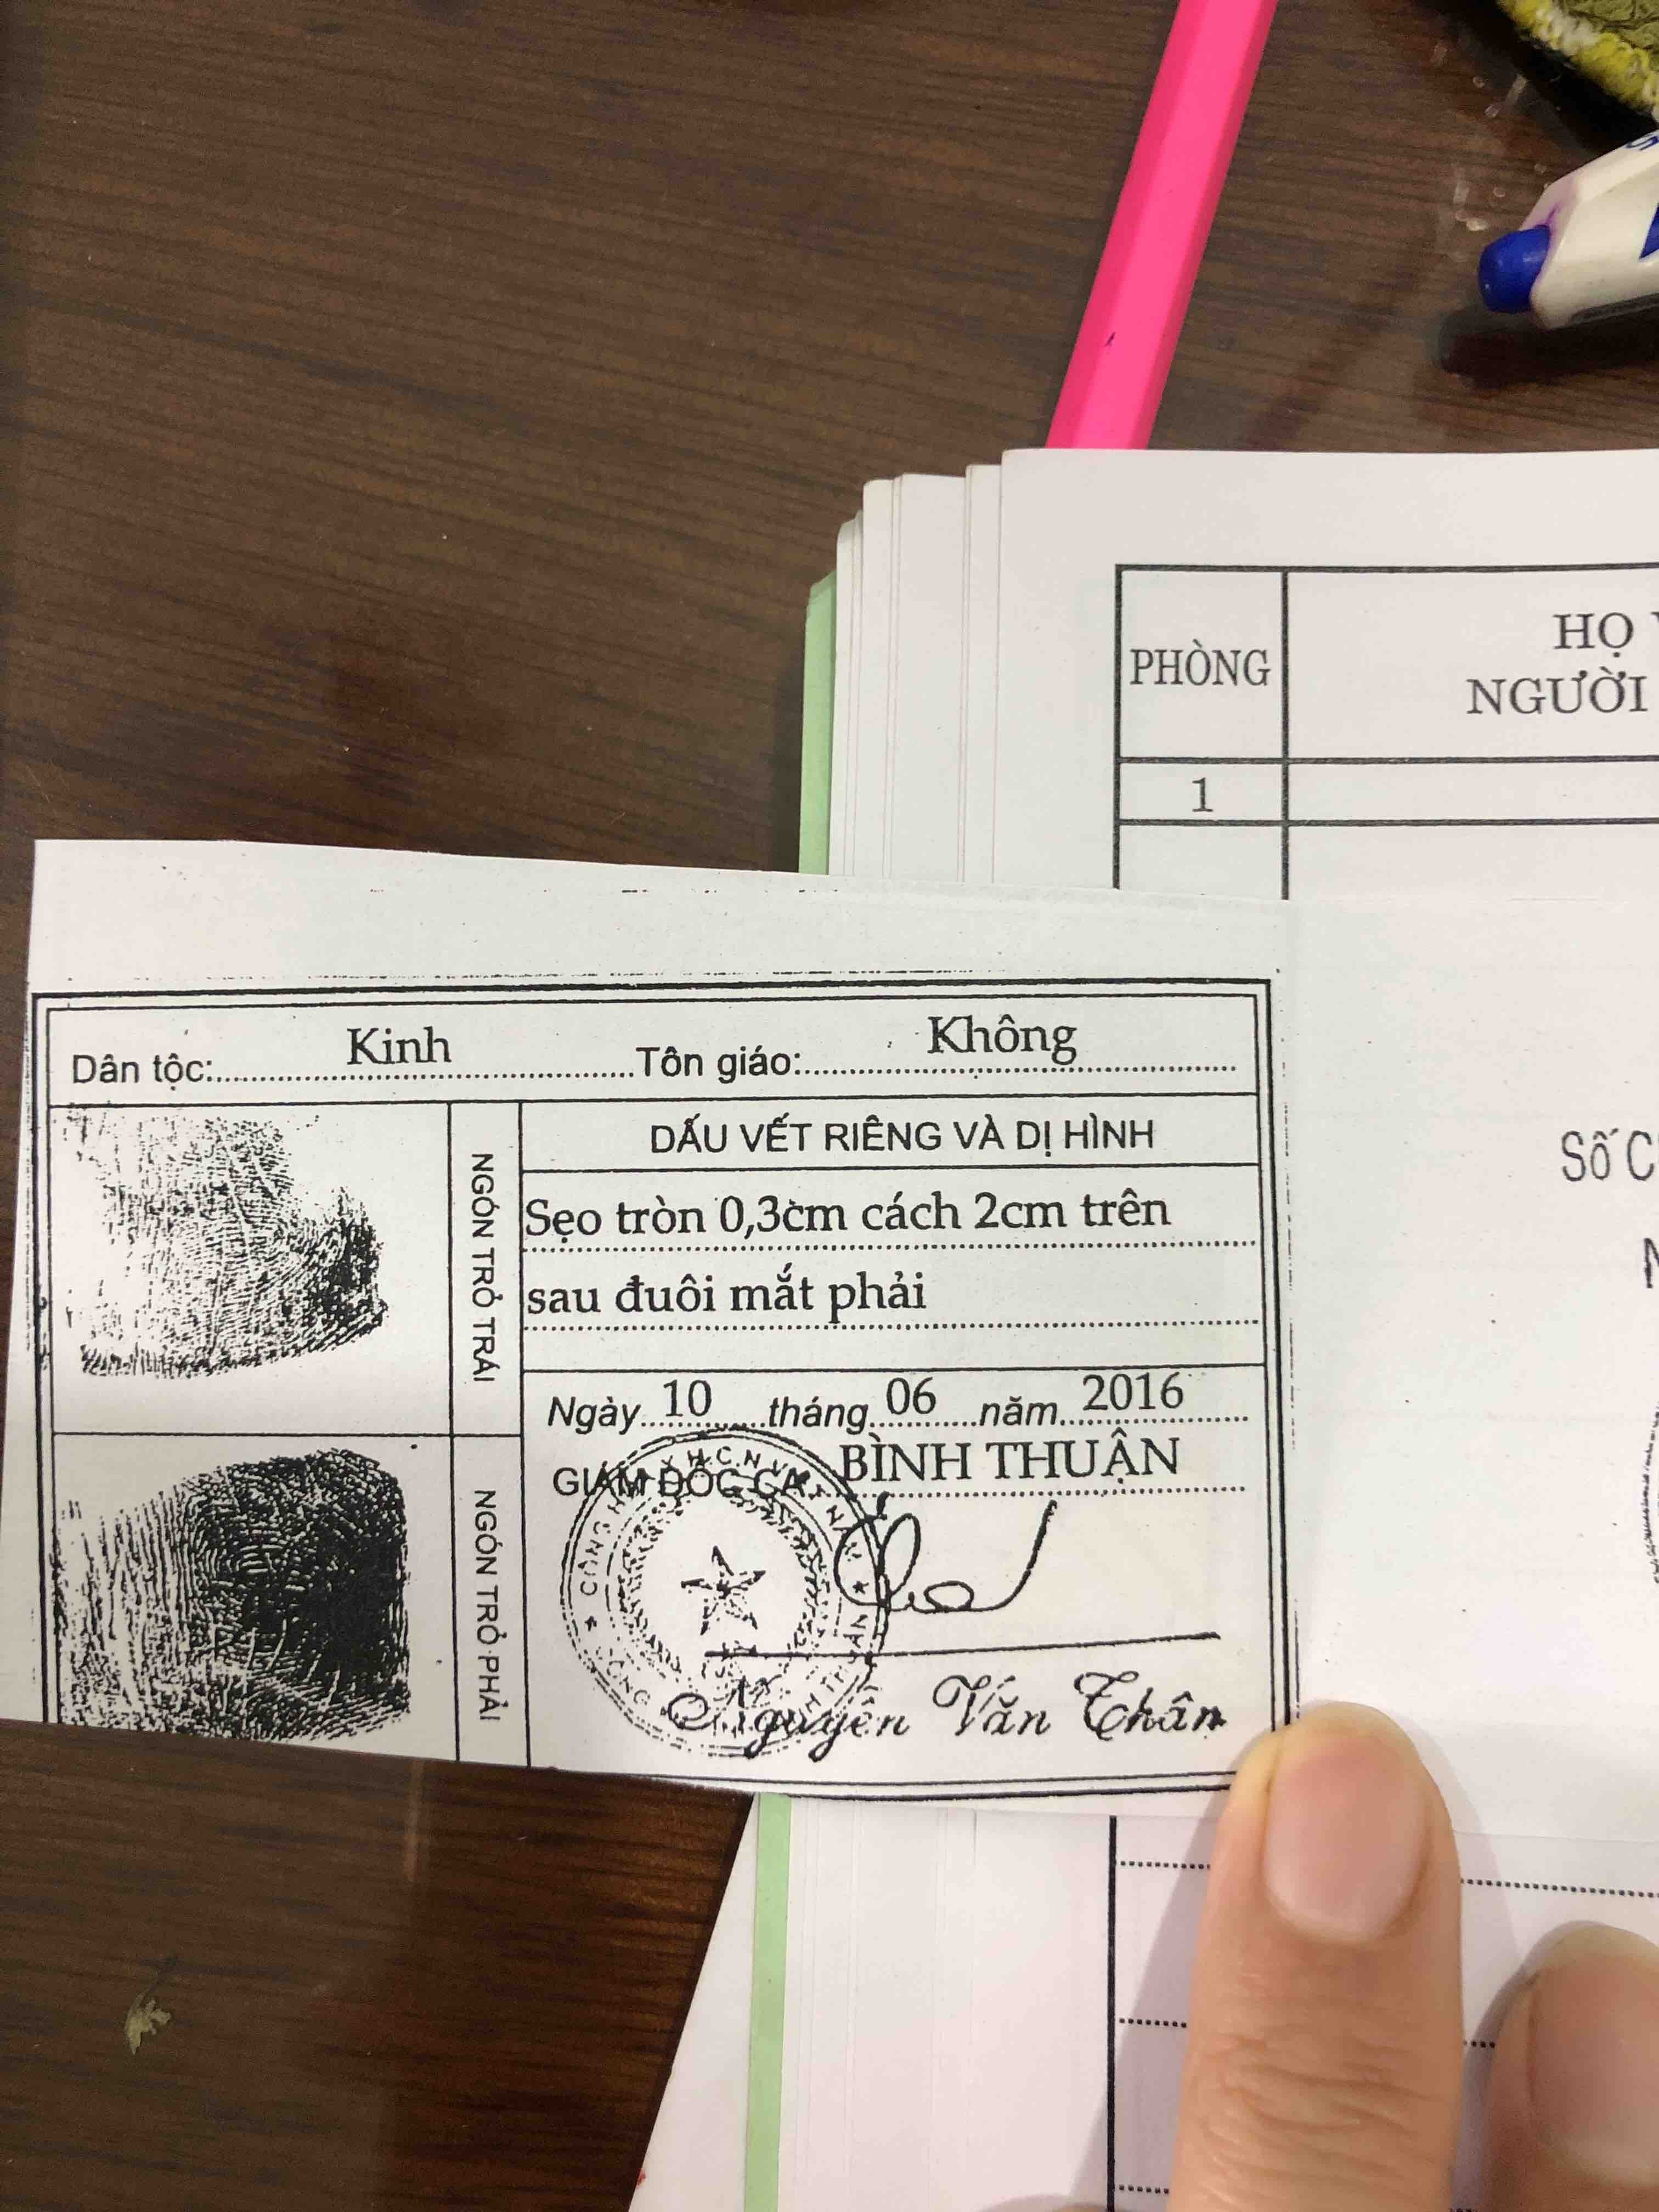 PHÒNG
HỌ
NGƯỜI
1
Dân tộc: Kinh Tôn giáo: Không
NGÓN TRỎ TRÁI
DẤU VẾT RIÊNG VÀ DỊ HÌNH
Sẹo tròn 0,3cm cách 2cm trên
sau đuôi mắt phải
Ngày 10 tháng 06 năm 2016
GIÁM ĐỐC CA BÌNH THUẬN
NGÓN TRỎ PHẢI
Nguyễn Văn Thân
Số C